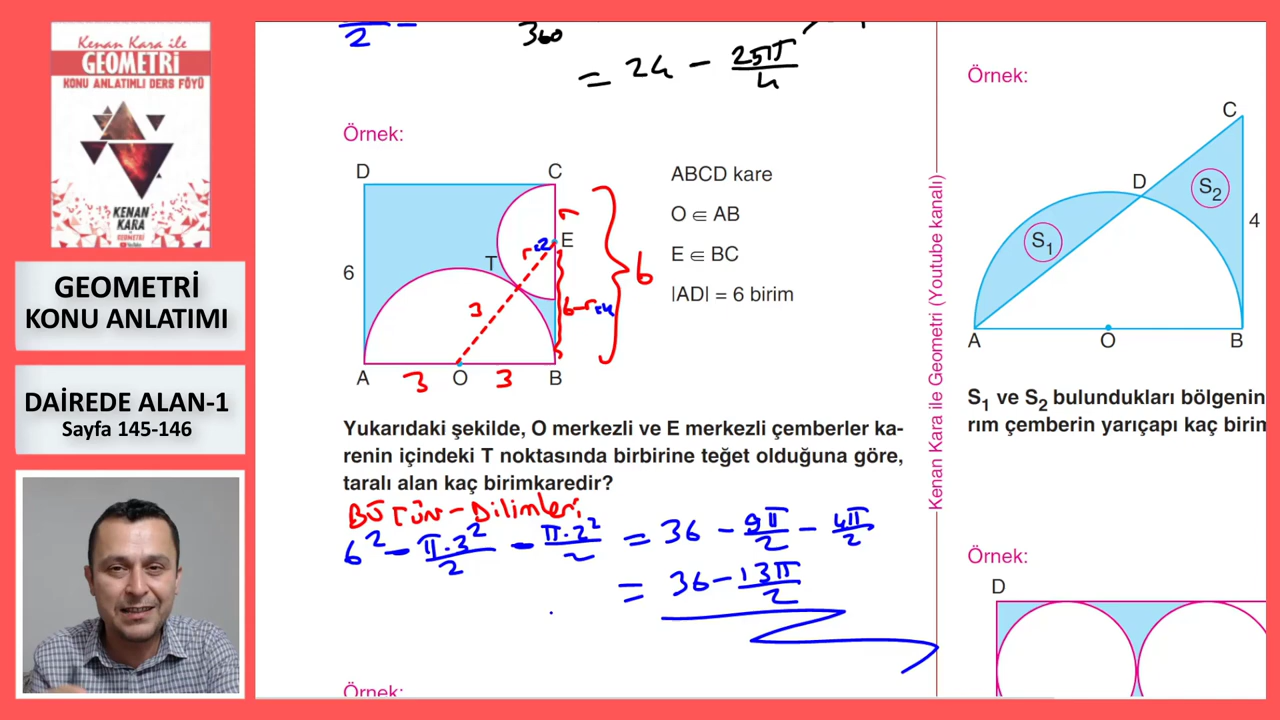 Kenan Kara ile
GEOMETRİ
KONU ANLATIMLI DERS FÖYÜ
KENAN
KARA
GEOMETRİ KONU ANLATIMI
DAİREDE ALAN-1
Sayfa 145-146
2
=
360
= 24 - 25π/4
Örnek:
D
C
6
r
E
r=2
T
3
6-r=4
6
A
3
O
3
B
ABCD kare
O ∈ AB
E ∈ BC
|AD| = 6 birim
Yukarıdaki şekilde, O merkezli ve E merkezli çemberler ka-
renin içindeki T noktasında birbirine teğet olduğuna göre,
taralı alan kaç birimkaredir?
BÜTÜN - Dilimleri
6² - π.3²/2 - π.2²/2 = 36 - 9π/2 - 4π/2
= 36 - 13π/2
Örnek:
Kenan Kara ile Geometri (Youtube kanalı)
Örnek:
C
D
S₂
S₁
4
A
O
B
S₁ ve S₂ bulundukları bölgenin
rım çemberin yarıçapı kaç birim
Örnek:
D